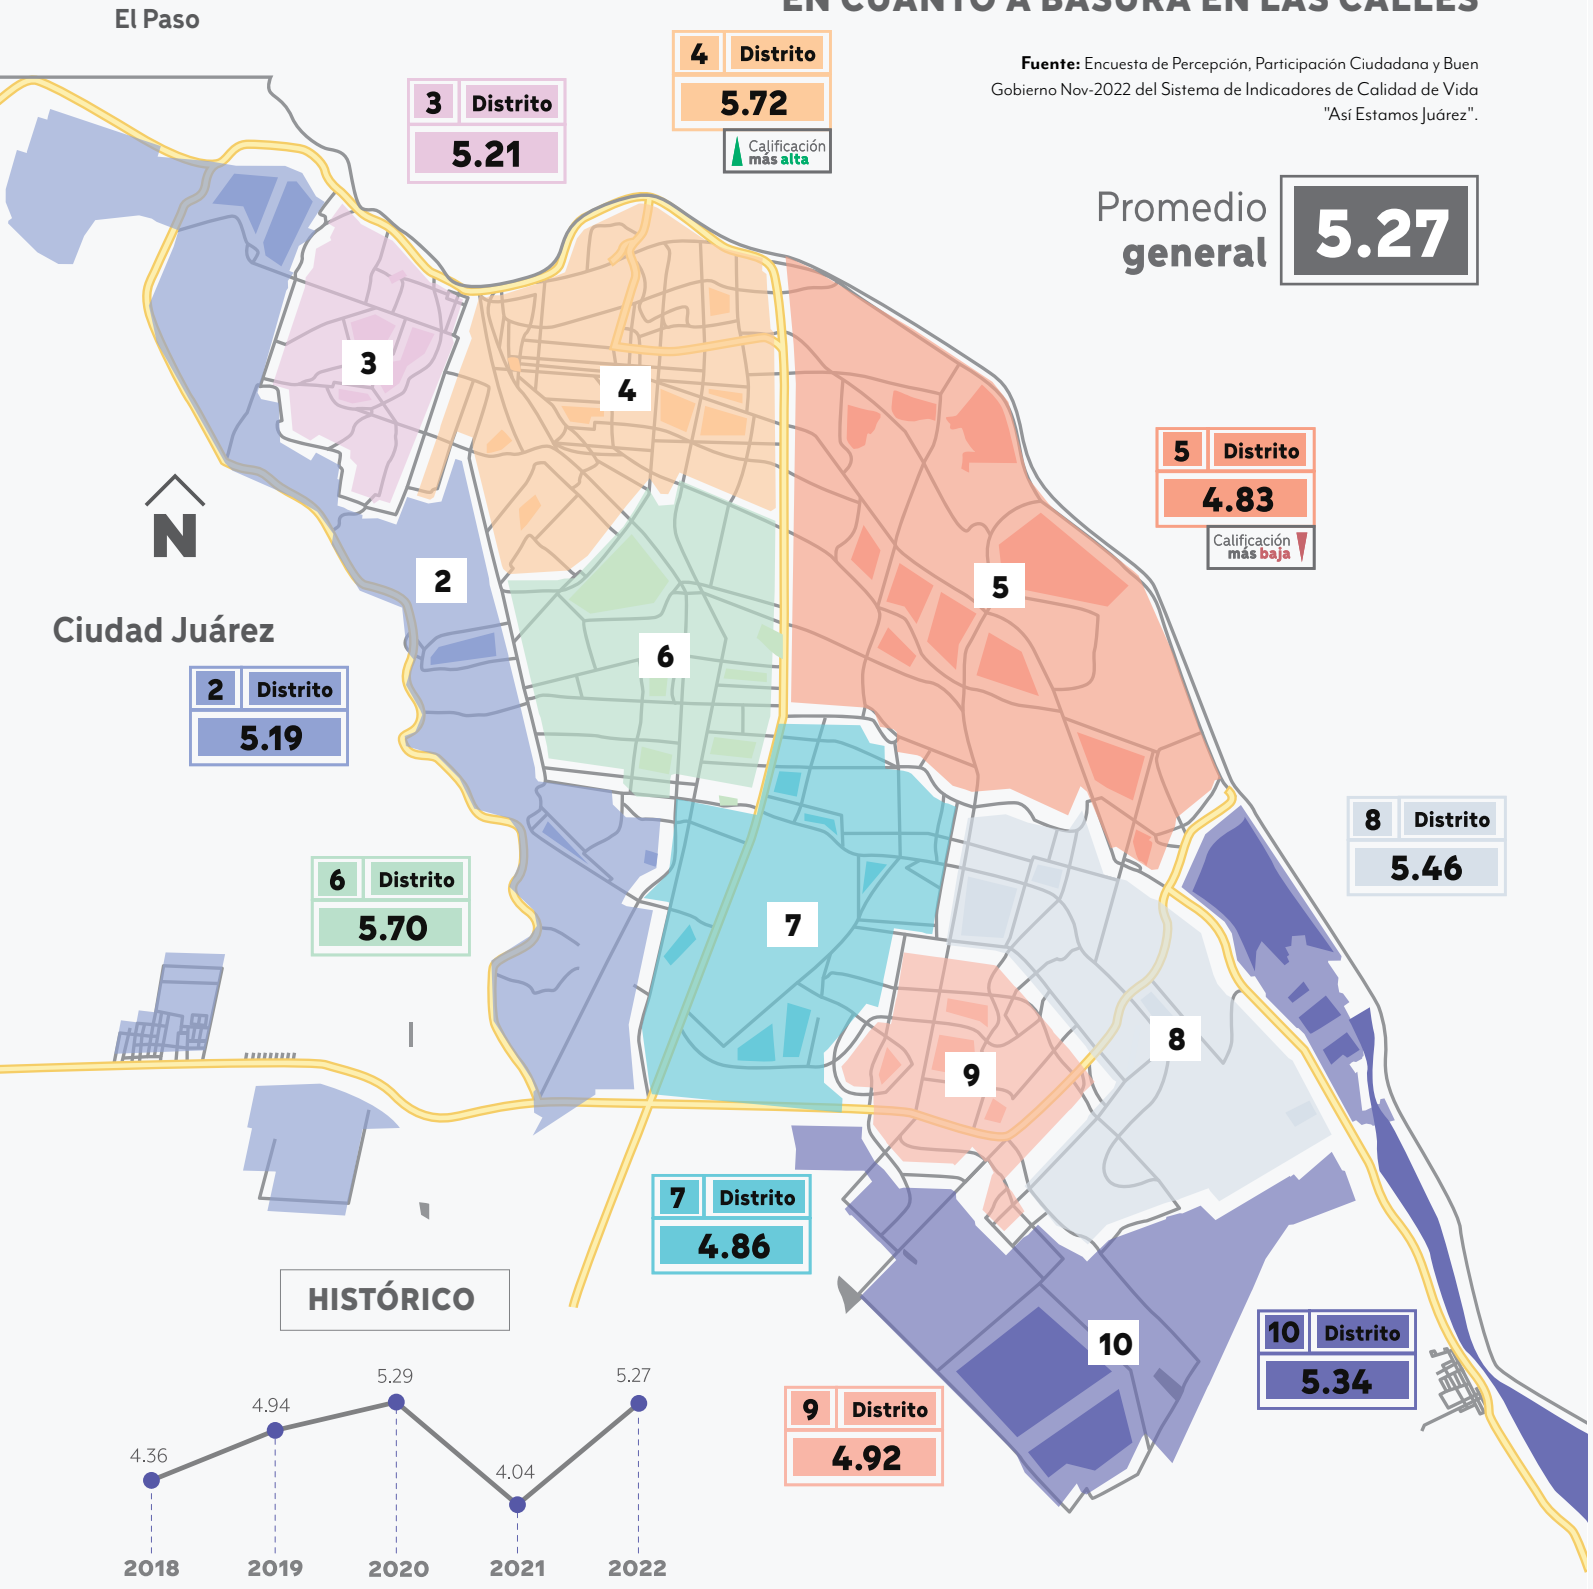 EN CUANTO A BASURA EN LAS CALLES
El Paso
Fuente: Encuesta de Percepción, Participación Ciudadana y Buen
Gobierno Nov-2022 del Sistema de Indicadores de Calidad de Vida
"Así Estamos Juárez".
4 Distrito
5.72
Calificación
más alta
3 Distrito
5.21
Promedio
general
5.27
3
4
5 Distrito
4.83
Calificación
más baja
N
2
5
Ciudad Juárez
6
2 Distrito
5.19
8 Distrito
5.46
6 Distrito
5.70
7
8
9
7 Distrito
4.86
10
10 Distrito
5.34
9 Distrito
4.92
HISTÓRICO
4.36
4.94
5.29
4.04
5.27
2018
2019
2020
2021
2022